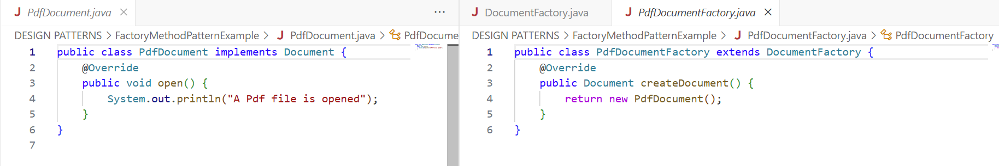 PdfDocument.java
DESIGN PATTERNS > FactoryMethodPatternExample > J PdfDocument.java > PdfDocume
1 public class PdfDocument implements Document {
2 @Override
3 public void open() {
4 System.out.println("A Pdf file is opened");
5 }
6 }
7
DocumentFactory.java
PdfDocumentFactory.java
DESIGN PATTERNS > FactoryMethodPatternExample > J PdfDocumentFactory.java > PdfDocumentFactory
1 public class PdfDocumentFactory extends DocumentFactory {
2 @Override
3 public Document createDocument() {
4 return new PdfDocument();
5 }
6 }